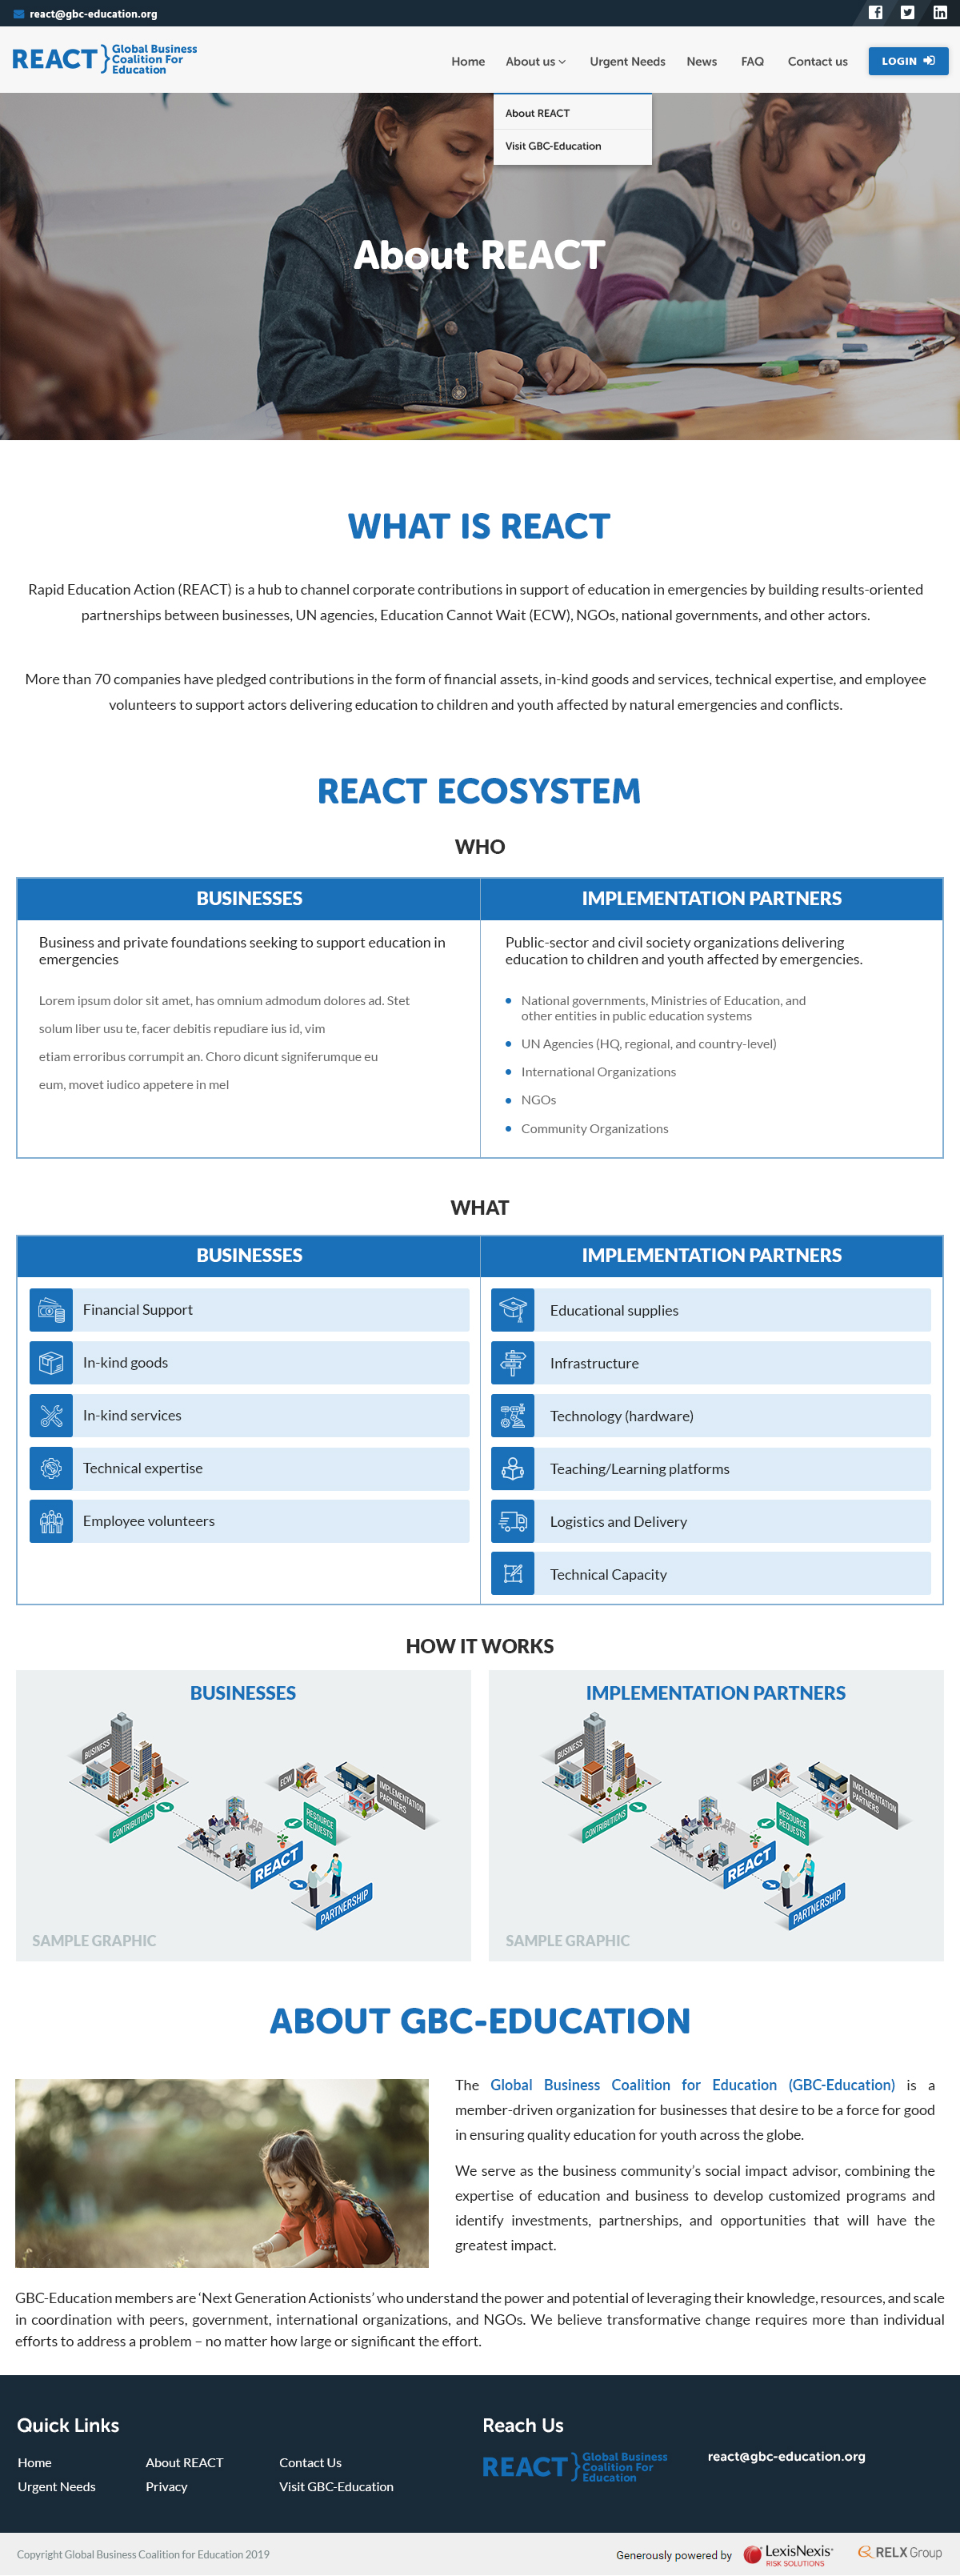 react@gbc-education.org
REACT Global Business
Coalition For
Education
Home About us Urgent Needs News FAQ Contact us LOGIN
About REACT
Visit GBC-Education
About REACT
WHAT IS REACT
Rapid Education Action (REACT) is a hub to channel corporate contributions in support of education in emergencies by building results-oriented
partnerships between businesses, UN agencies, Education Cannot Wait (ECW), NGOs, national governments, and other actors.
More than 70 companies have pledged contributions in the form of financial assets, in-kind goods and services, technical expertise, and employee
volunteers to support actors delivering education to children and youth affected by natural emergencies and conflicts.
REACT ECOSYSTEM
WHO
BUSINESSES
Business and private foundations seeking to support education in
emergencies
Lorem ipsum dolor sit amet, has omnium admodum dolores ad. Stet
solum liber usu te, facer debitis repudiare ius id, vim
etiam erroribus corrumpit an. Choro dicunt signiferumque eu
eum, movet iudico appetere in mel
IMPLEMENTATION PARTNERS
Public-sector and civil society organizations delivering
education to children and youth affected by emergencies.
National governments, Ministries of Education, and
other entities in public education systems
UN Agencies (HQ, regional, and country-level)
International Organizations
NGOs
Community Organizations
WHAT
BUSINESSES
Financial Support
In-kind goods
In-kind services
Technical expertise
Employee volunteers
IMPLEMENTATION PARTNERS
Educational supplies
Infrastructure
Technology (hardware)
Teaching/Learning platforms
Logistics and Delivery
Technical Capacity
HOW IT WORKS
BUSINESSES
BUSINESS
ECW
IMPLEMENTATION
PARTNERS
CONTRIBUTIONS
RESOURCE
REQUESTS
REACT
PARTNERSHIP
SAMPLE GRAPHIC
IMPLEMENTATION PARTNERS
BUSINESS
ECW
IMPLEMENTATION
PARTNERS
CONTRIBUTIONS
RESOURCE
REQUESTS
REACT
PARTNERSHIP
SAMPLE GRAPHIC
ABOUT GBC-EDUCATION
The Global Business Coalition for Education (GBC-Education) is a
member-driven organization for businesses that desire to be a force for good
in ensuring quality education for youth across the globe.
We serve as the business community’s social impact advisor, combining the
expertise of education and business to develop customized programs and
identify investments, partnerships, and opportunities that will have the
greatest impact.
GBC-Education members are ‘Next Generation Actionists’ who understand the power and potential of leveraging their knowledge, resources, and scale
in coordination with peers, government, international organizations, and NGOs. We believe transformative change requires more than individual
efforts to address a problem – no matter how large or significant the effort.
Quick Links
Home About REACT Contact Us
Urgent Needs Privacy Visit GBC-Education
Reach Us
REACT Global Business
Coalition For
Education
react@gbc-education.org
Copyright Global Business Coalition for Education 2019
Generously powered by LexisNexis®
RISK SOLUTIONS
RELX Group